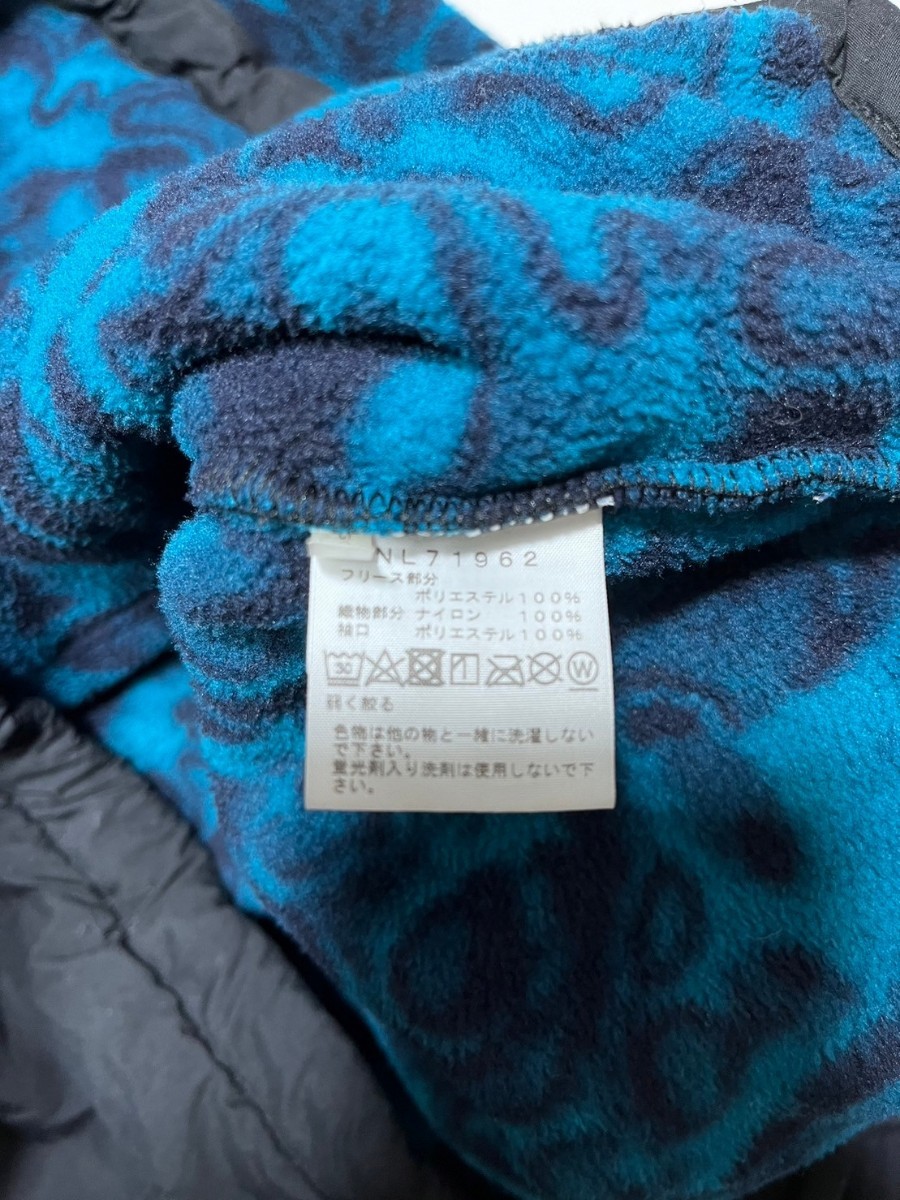 NL71962
フリース部分
ポリエステル100%
織物部分 ナイロン 100%
袖口 ポリエステル100%
30 W
弱く絞る
色物は他の物と一緒に洗濯しない
で下さい。
蛍光剤入り洗剤は使用しないで下
さい。